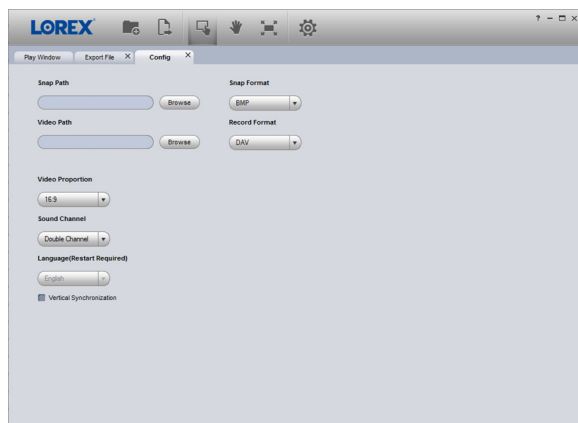 LOREX
?
Play Window Export File X Config X
Snap Path Snap Format
Browse BMP
Video Path Record Format
Browse DAV
Video Proportion
16:9
Sound Channel
Double Channel
Language(Restart Required)
English
Vertical Synchronization